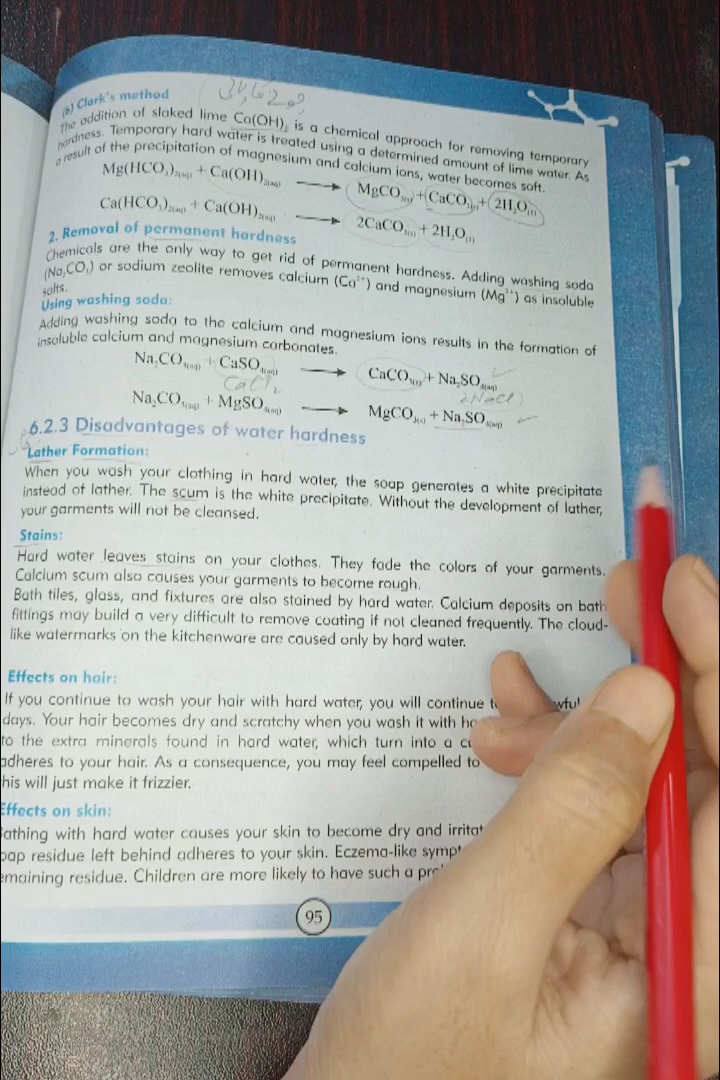 (b) Clark's method
The addition of slaked lime Ca(OH)₂ is a chemical approach for removing temporary
hardness. Temporary hard water is treated using a determined amount of lime water. As
a result of the precipitation of magnesium and calcium ions, water becomes soft.
Mg(HCO₃)₂(aq) + Ca(OH)₂(aq) ⟶ MgCO₃(s) + CaCO₃(s) + 2H₂O(l)
Ca(HCO₃)₂(aq) + Ca(OH)₂(aq) ⟶ 2CaCO₃(s) + 2H₂O(l)
2. Removal of permanent hardness
Chemicals are the only way to get rid of permanent hardness. Adding washing soda
(Na₂CO₃) or sodium zeolite removes calcium (Ca²⁺) and magnesium (Mg²⁺) as insoluble
salts.
Using washing soda:
Adding washing soda to the calcium and magnesium ions results in the formation of
insoluble calcium and magnesium carbonates.
Na₂CO₃(aq) + CaSO₄(aq) ⟶ CaCO₃(s) + Na₂SO₄(aq)
CaCl₂ 2NaCl
Na₂CO₃(aq) + MgSO₄(aq) ⟶ MgCO₃(s) + Na₂SO₄(aq)
6.2.3 Disadvantages of water hardness
Lather Formation:
When you wash your clothing in hard water, the soap generates a white precipitate
instead of lather. The scum is the white precipitate. Without the development of lather,
your garments will not be cleansed.
Stains:
Hard water leaves stains on your clothes. They fade the colors of your garments.
Calcium scum also causes your garments to become rough.
Bath tiles, glass, and fixtures are also stained by hard water. Calcium deposits on bath
fittings may build a very difficult to remove coating if not cleaned frequently. The cloud-
like watermarks on the kitchenware are caused only by hard water.
Effects on hair:
If you continue to wash your hair with hard water, you will continue
days. Your hair becomes dry and scratchy when you wash it with
to the extra minerals found in hard water, which turn into a
adheres to your hair. As a consequence, you may feel compelled to
his will just make it frizzier.
Effects on skin:
athing with hard water causes your skin to become dry and
oap residue left behind adheres to your skin. Eczema-like
emaining residue. Children are more likely to have such a
95